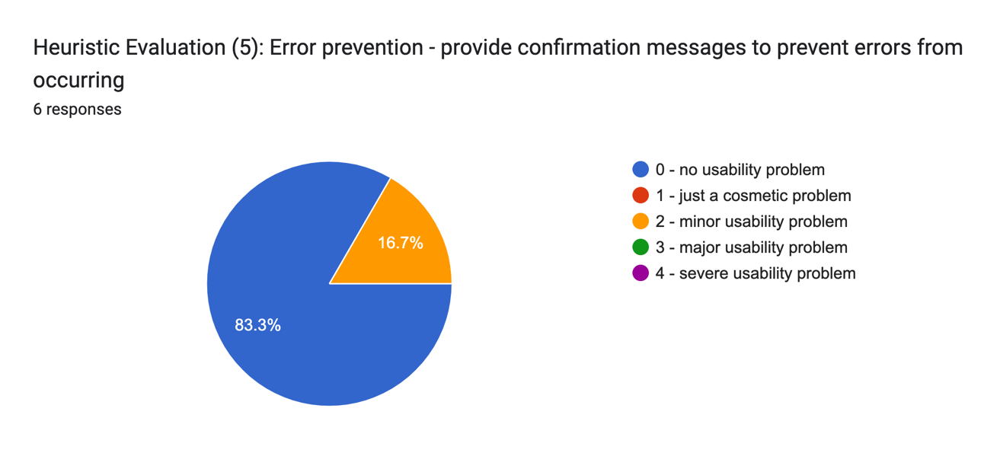 Heuristic Evaluation (5): Error prevention - provide confirmation messages to prevent errors from
occurring
6 responses
0 - no usability problem
1 - just a cosmetic problem
2 - minor usability problem
3 - major usability problem
4 - severe usability problem
16.7%
83.3%